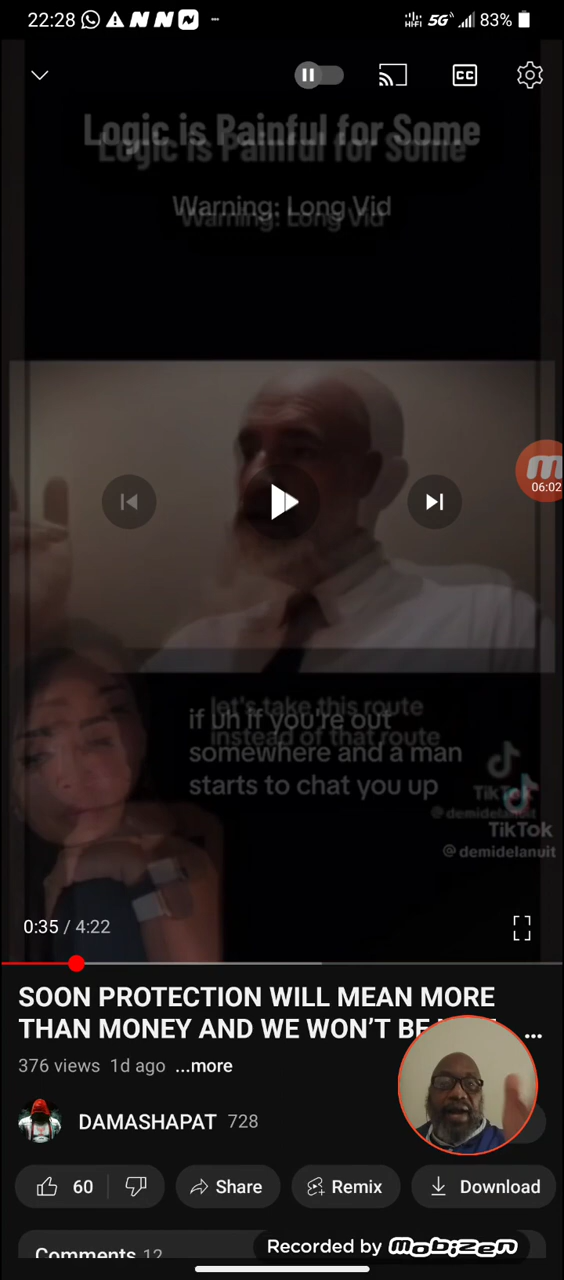 22:28
HiFi 5G 83%
CC
Logic is Painful for Some
Logic is Painful for Some
Warning: Long Vid
Warning: Long Vid
06:02
let's take this route
instead of that route
if uh if you're out
somewhere and a man
starts to chat you up
TikTok
@demidelanuit
TikTok
@demidelanuit
0:35 / 4:22
SOON PROTECTION WILL MEAN MORE
THAN MONEY AND WE WON'T BE ...
376 views 1d ago ...more
DAMASHAPAT 728
60 Share Remix Download
Comments 12
Recorded by mobizen